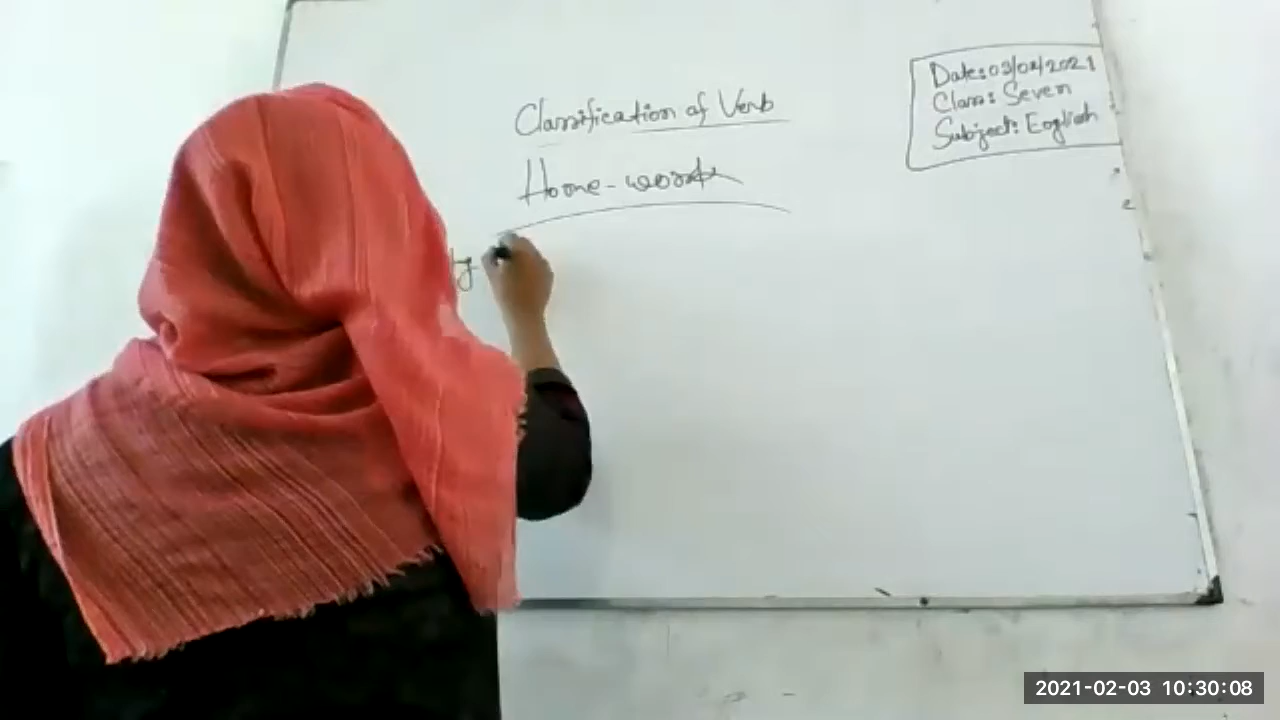 Classification of Verb
Home-work
Date: 03/02/2021
Class: Seven
Subject: English
2021-02-03 10:30:08